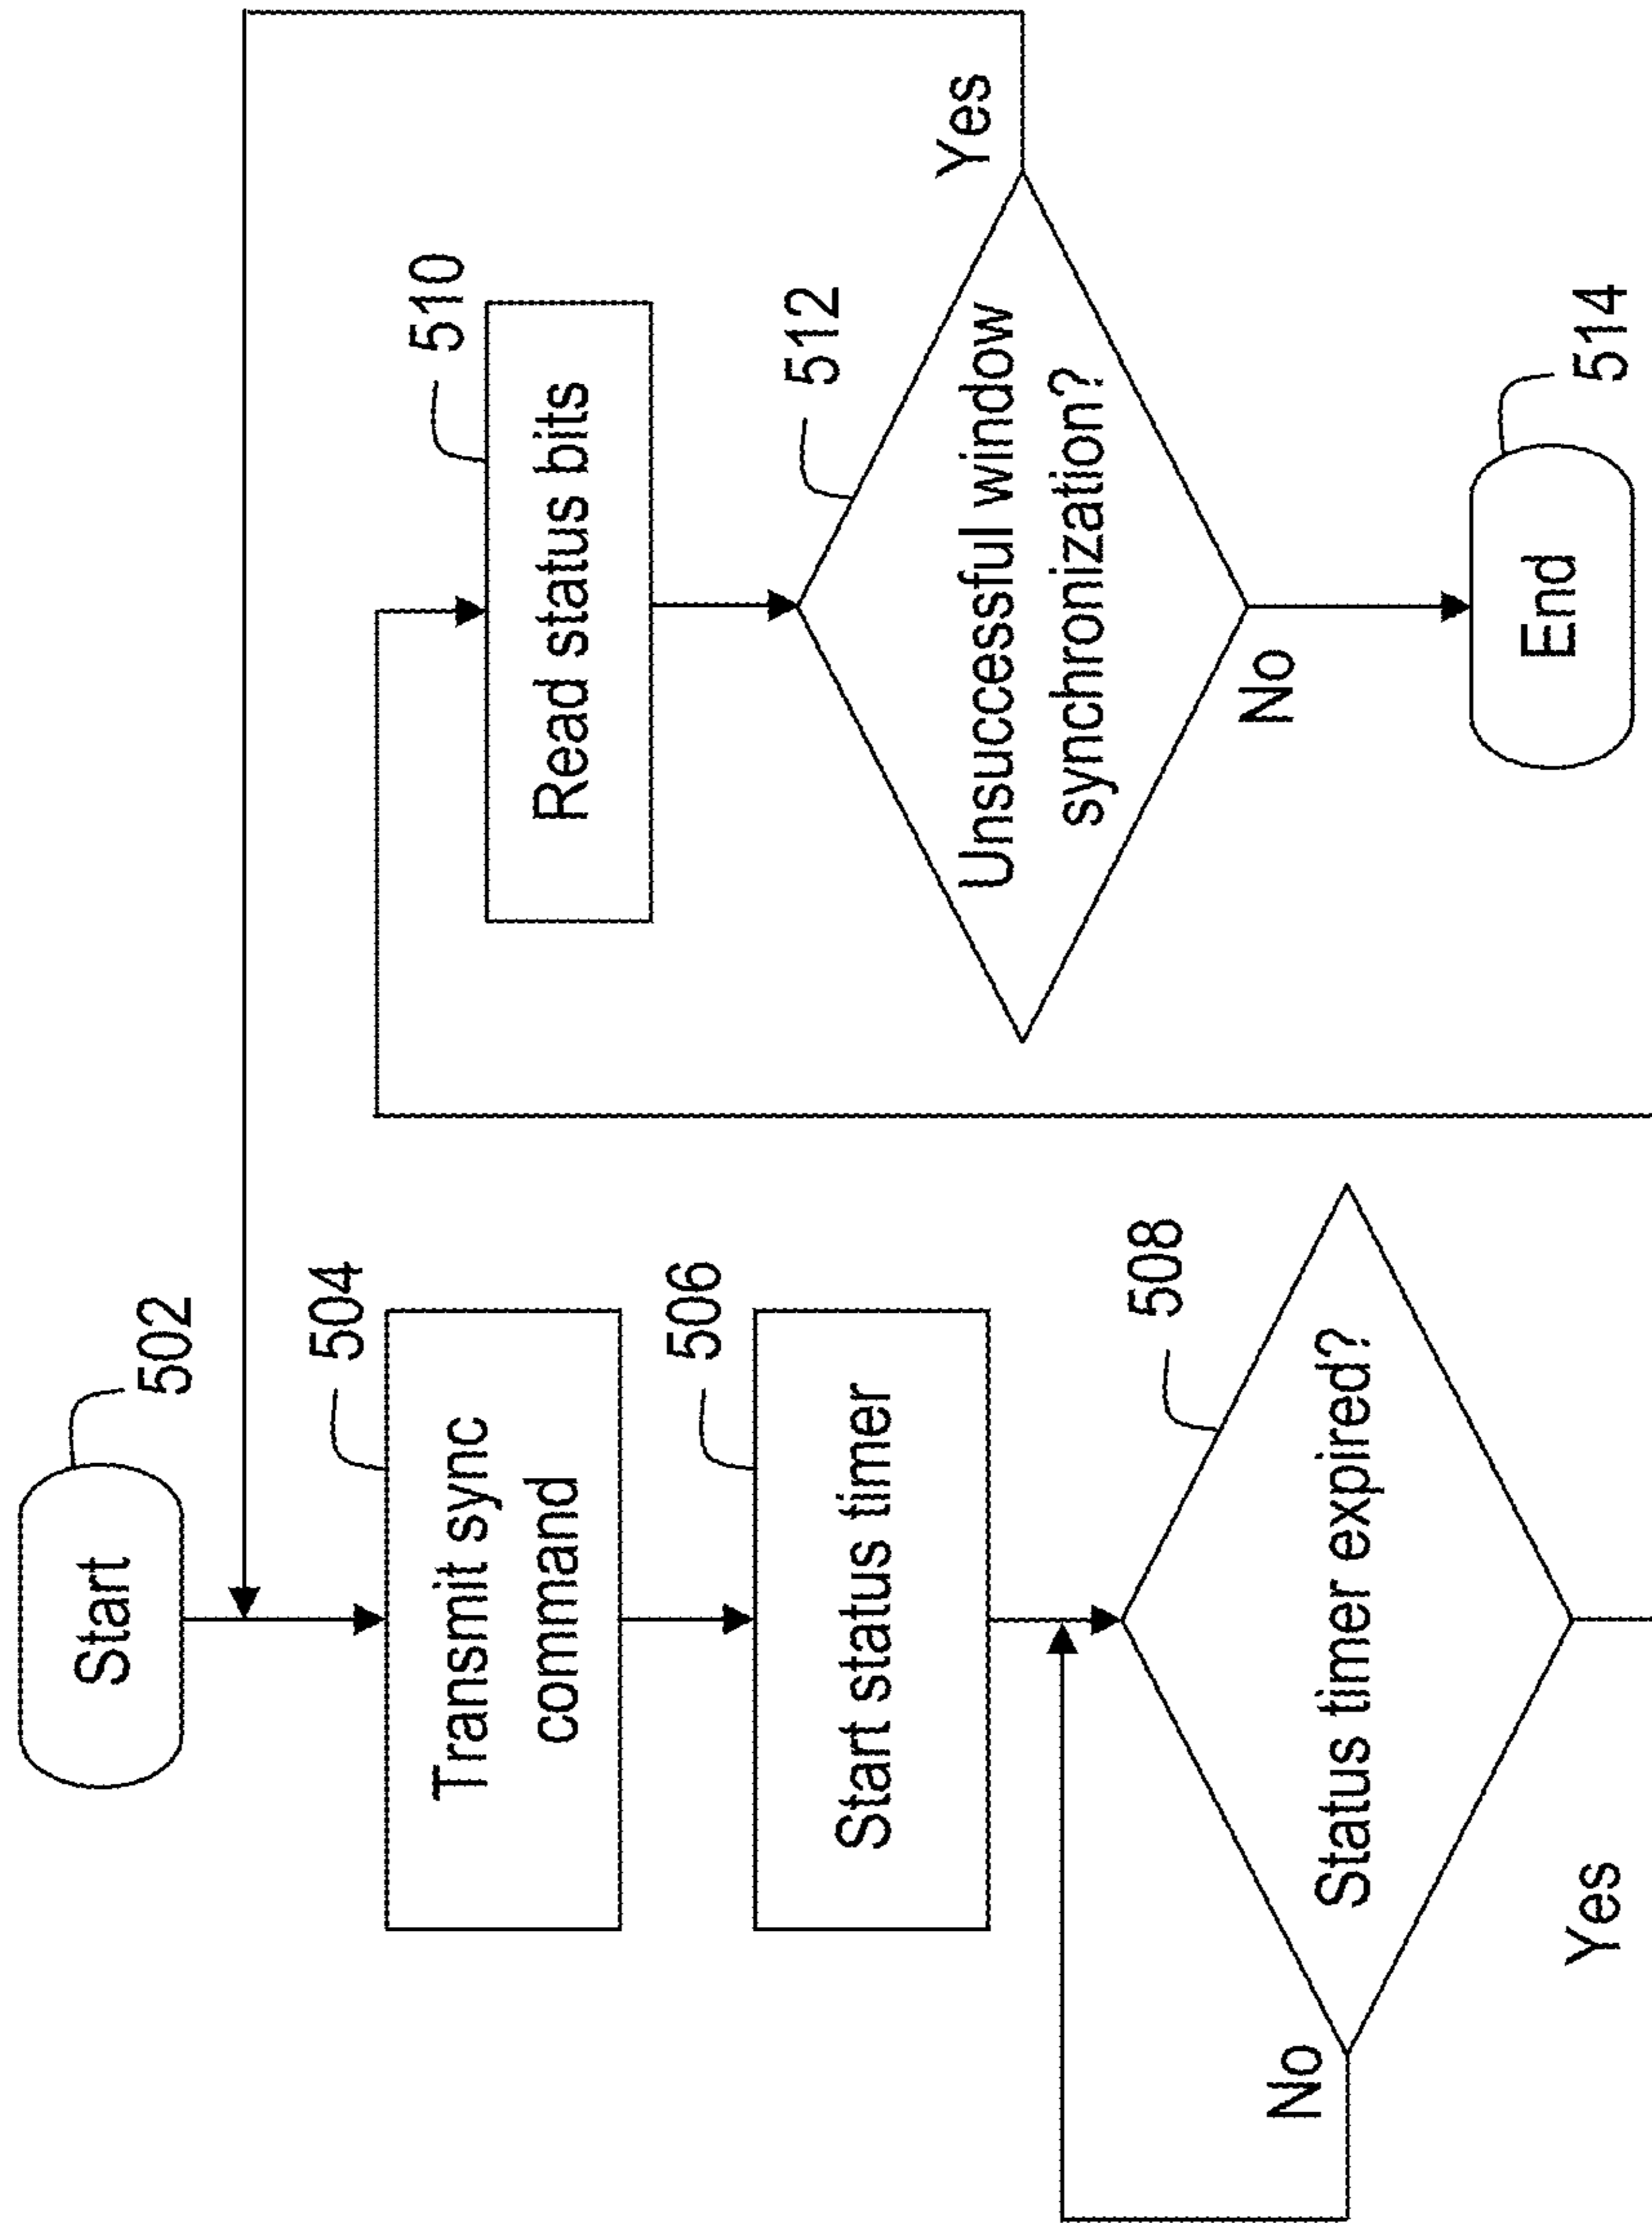 Start
502
Transmit sync
command
504
Start status timer
506
Status timer expired?
508
No
Yes
Read status bits
510
Unsuccessful window
synchronization?
512
Yes
No
End
514